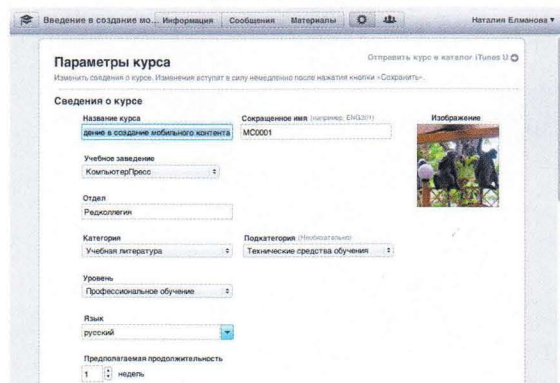 Введение в создание мо... Информация Сообщения Материалы Наталия Елманова
Параметры курса
Отправить курс в каталог iTunes U
Изменить сведения о курсе. Изменения вступят в силу немедленно после нажатия кнопки «Сохранить».
Сведения о курсе
Название курса Сокращенное имя (например, ENG201) Изображение
дение в создание мобильного контента MC0001
Учебное заведение
КомпьютерПресс
Отдел
Редколлегия
Категория Подкатегория (Необязательно)
Учебная литература Технические средства обучения
Уровень
Профессиональное обучение
Язык
русский
Предполагаемая продолжительность
1 недель